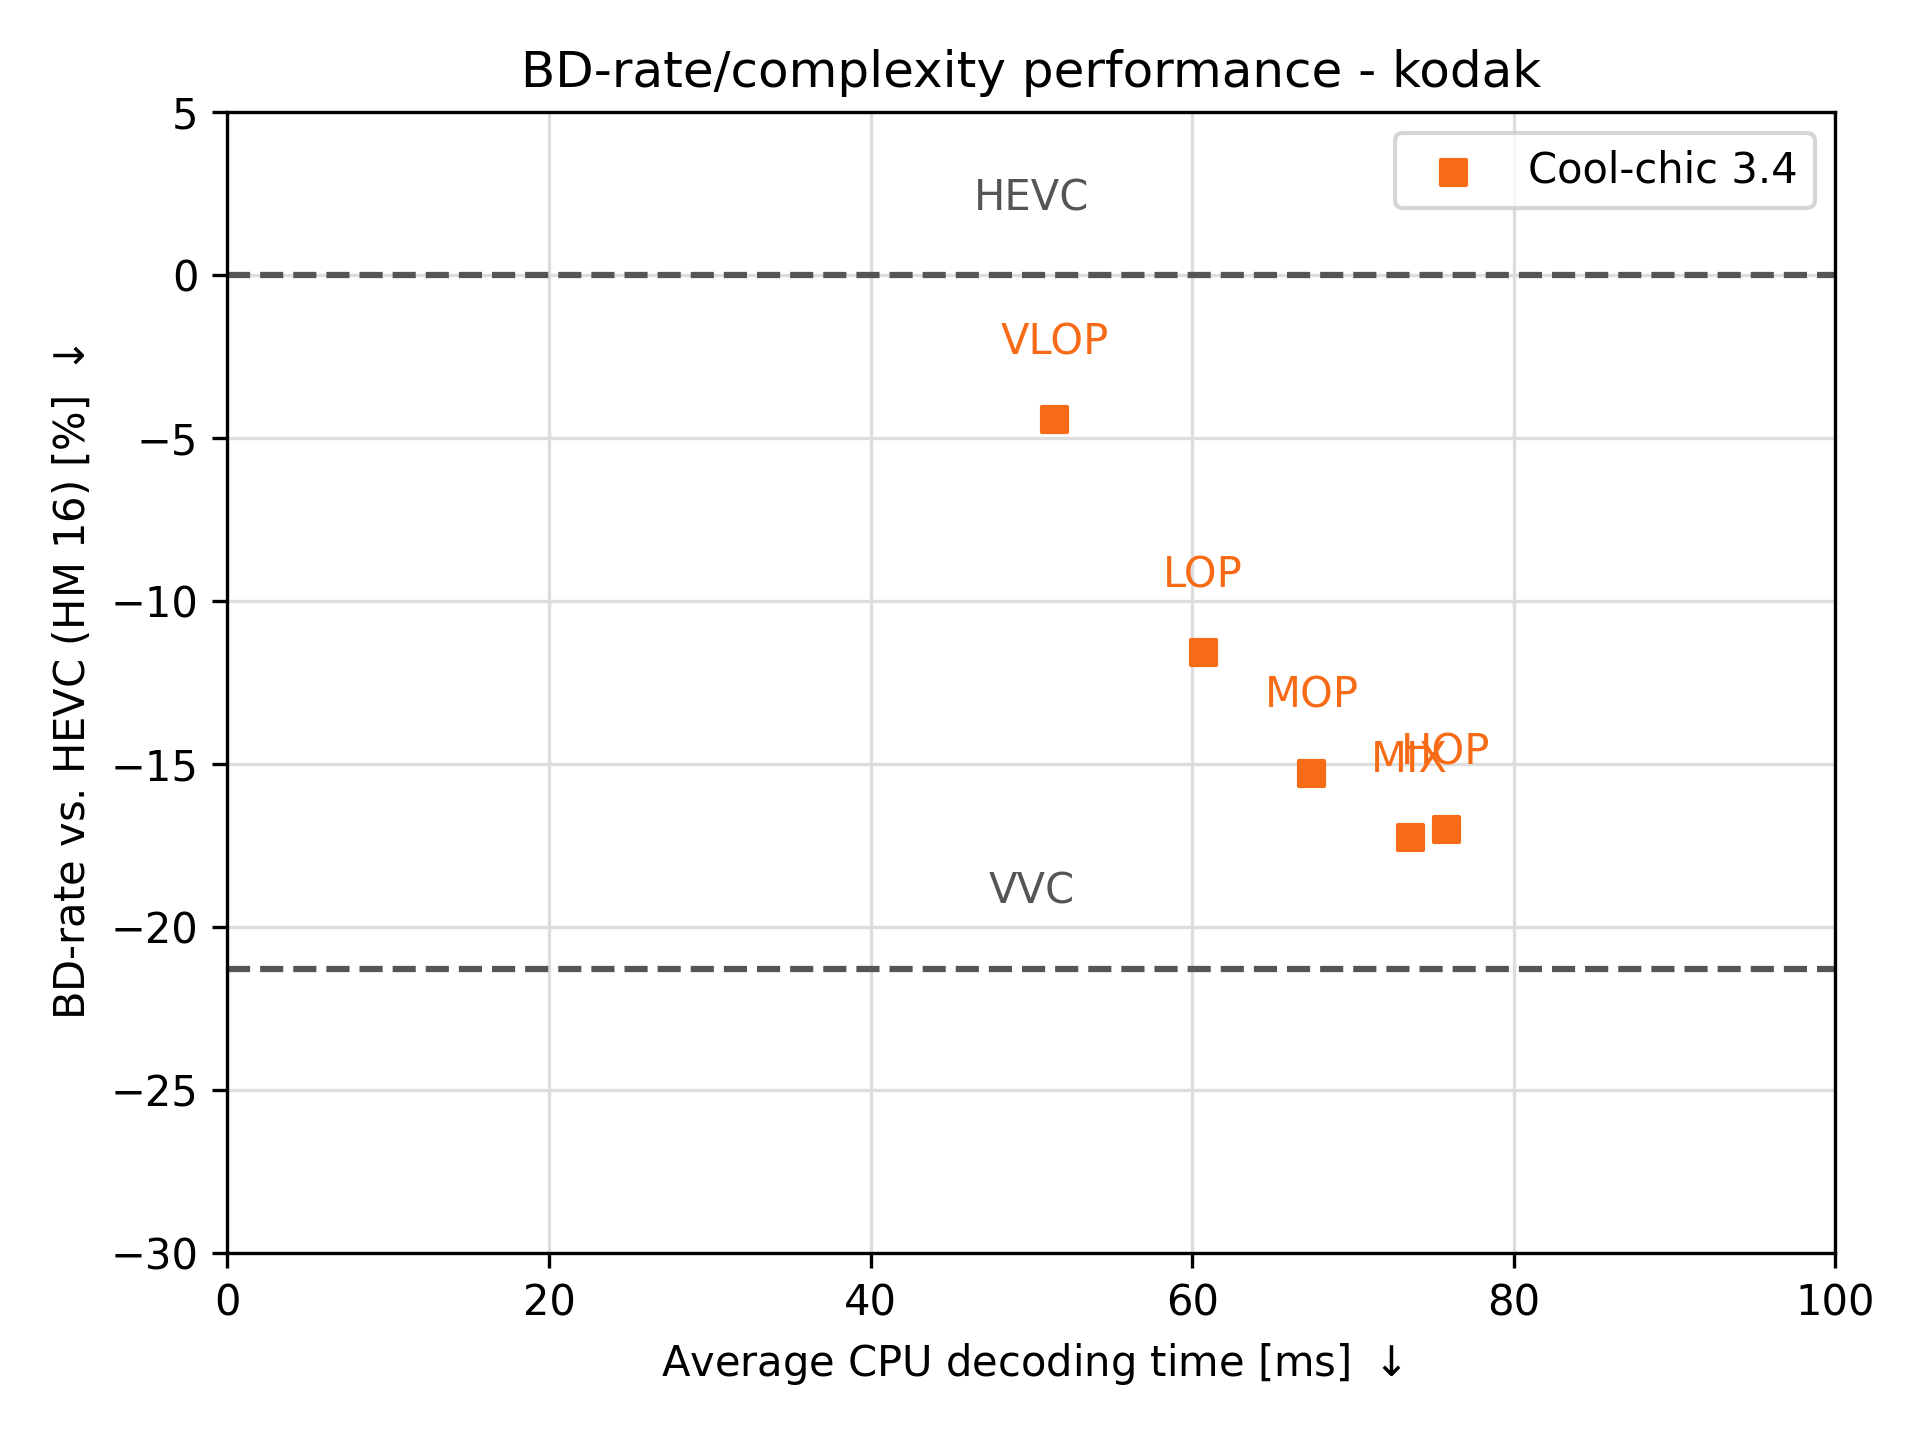 BD-rate/complexity performance - kodak
5
0
−5
−10
−15
−20
−25
−30
BD-rate vs. HEVC (HM 16) [%] ↓
Cool-chic 3.4
HEVC
VLOP
LOP
MOP
MIX
HOP
VVC
0 20 40 60 80 100
Average CPU decoding time [ms] ↓